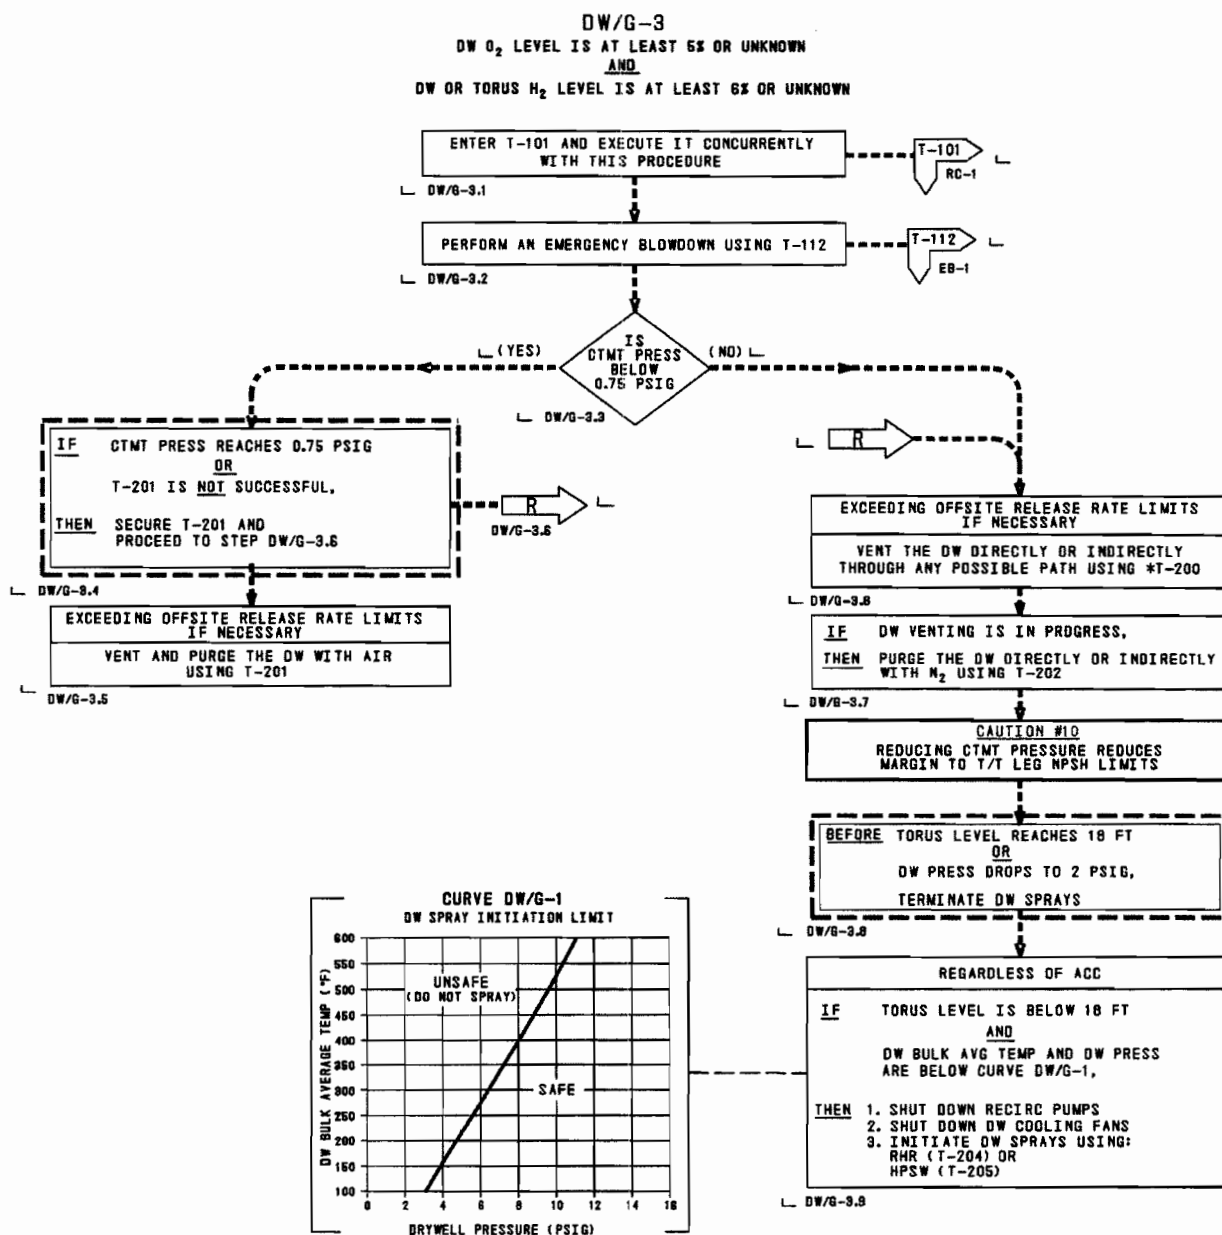 DW/G-3
DW O2 LEVEL IS AT LEAST 5% OR UNKNOWN
AND
DW OR TORUS H2 LEVEL IS AT LEAST 6% OR UNKNOWN
ENTER T-101 AND EXECUTE IT CONCURRENTLY
WITH THIS PROCEDURE
DW/G-3.1
T-101
RC-1
PERFORM AN EMERGENCY BLOWDOWN USING T-112
DW/G-3.2
T-112
EB-1
IS
CTMT PRESS
BELOW
0.75 PSIG
DW/G-3.3
(YES)
(NO)
IF CTMT PRESS REACHES 0.75 PSIG
OR
T-201 IS NOT SUCCESSFUL,
THEN SECURE T-201 AND
PROCEED TO STEP DW/G-3.6
DW/G-3.4
R
DW/G-3.6
EXCEEDING OFFSITE RELEASE RATE LIMITS
IF NECESSARY
VENT AND PURGE THE DW WITH AIR
USING T-201
DW/G-3.5
R
EXCEEDING OFFSITE RELEASE RATE LIMITS
IF NECESSARY
VENT THE DW DIRECTLY OR INDIRECTLY
THROUGH ANY POSSIBLE PATH USING *T-200
DW/G-3.6
IF DW VENTING IS IN PROGRESS,
THEN PURGE THE DW DIRECTLY OR INDIRECTLY
WITH N2 USING T-202
DW/G-3.7
CAUTION #10
REDUCING CTMT PRESSURE REDUCES
MARGIN TO T/T LEG NPSH LIMITS
BEFORE TORUS LEVEL REACHES 18 FT
OR
DW PRESS DROPS TO 2 PSIG,
TERMINATE DW SPRAYS
DW/G-3.8
REGARDLESS OF ACC
IF TORUS LEVEL IS BELOW 18 FT
AND
DW BULK AVG TEMP AND DW PRESS
ARE BELOW CURVE DW/G-1,
THEN 1. SHUT DOWN RECIRC PUMPS
2. SHUT DOWN DW COOLING FANS
3. INITIATE DW SPRAYS USING:
RHR (T-204) OR
HPSW (T-205)
DW/G-3.9
CURVE DW/G-1
DW SPRAY INITIATION LIMIT
DW BULK AVERAGE TEMP (°F)
600
550
500
450
400
350
300
250
200
150
100
UNSAFE
(DO NOT SPRAY)
SAFE
0 2 4 6 8 10 12 14 16
DRYWELL PRESSURE (PSIG)